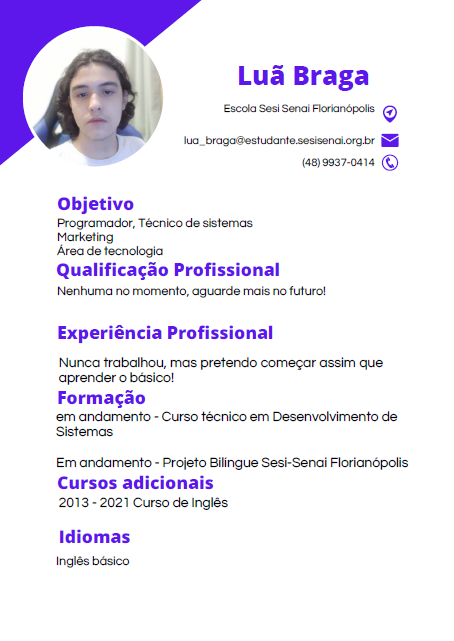 Luã Braga
Escola Sesi Senai Florianópolis
lua_braga@estudante.sesisenai.org.br
(48) 9937-0414
Objetivo
Programador, Técnico de sistemas
Marketing
Área de tecnologia
Qualificação Profissional
Nenhuma no momento, aguarde mais no futuro!
Experiência Profissional
Nunca trabalhou, mas pretendo começar assim que
aprender o básico!
Formação
em andamento - Curso técnico em Desenvolvimento de
Sistemas
Em andamento - Projeto Bilíngue Sesi-Senai Florianópolis
Cursos adicionais
2013 - 2021 Curso de Inglês
Idiomas
Inglês básico